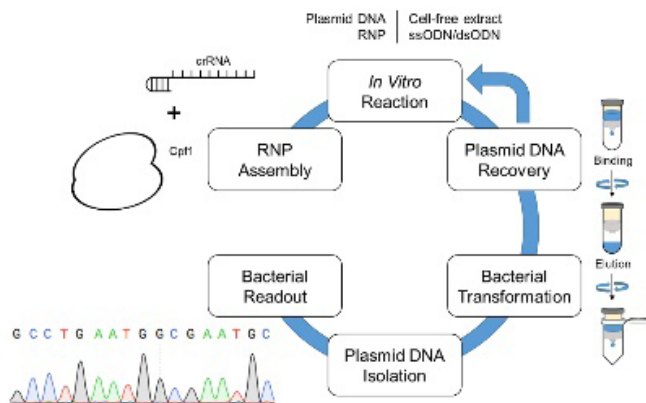 Plasmid DNA | Cell-free extract
RNP | ssODN/dsODN
crRNA
+
Cpf1
In Vitro
Reaction
RNP
Assembly
Plasmid DNA
Recovery
Binding
Elution
Bacterial
Readout
Bacterial
Transformation
Plasmid DNA
Isolation
G C C T G A A T G G C G A A T G C